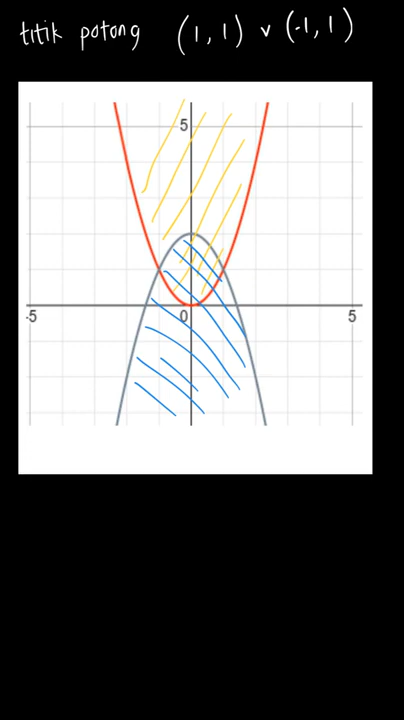 titik potong (1,1) v (-1,1)
5
-5 0 5